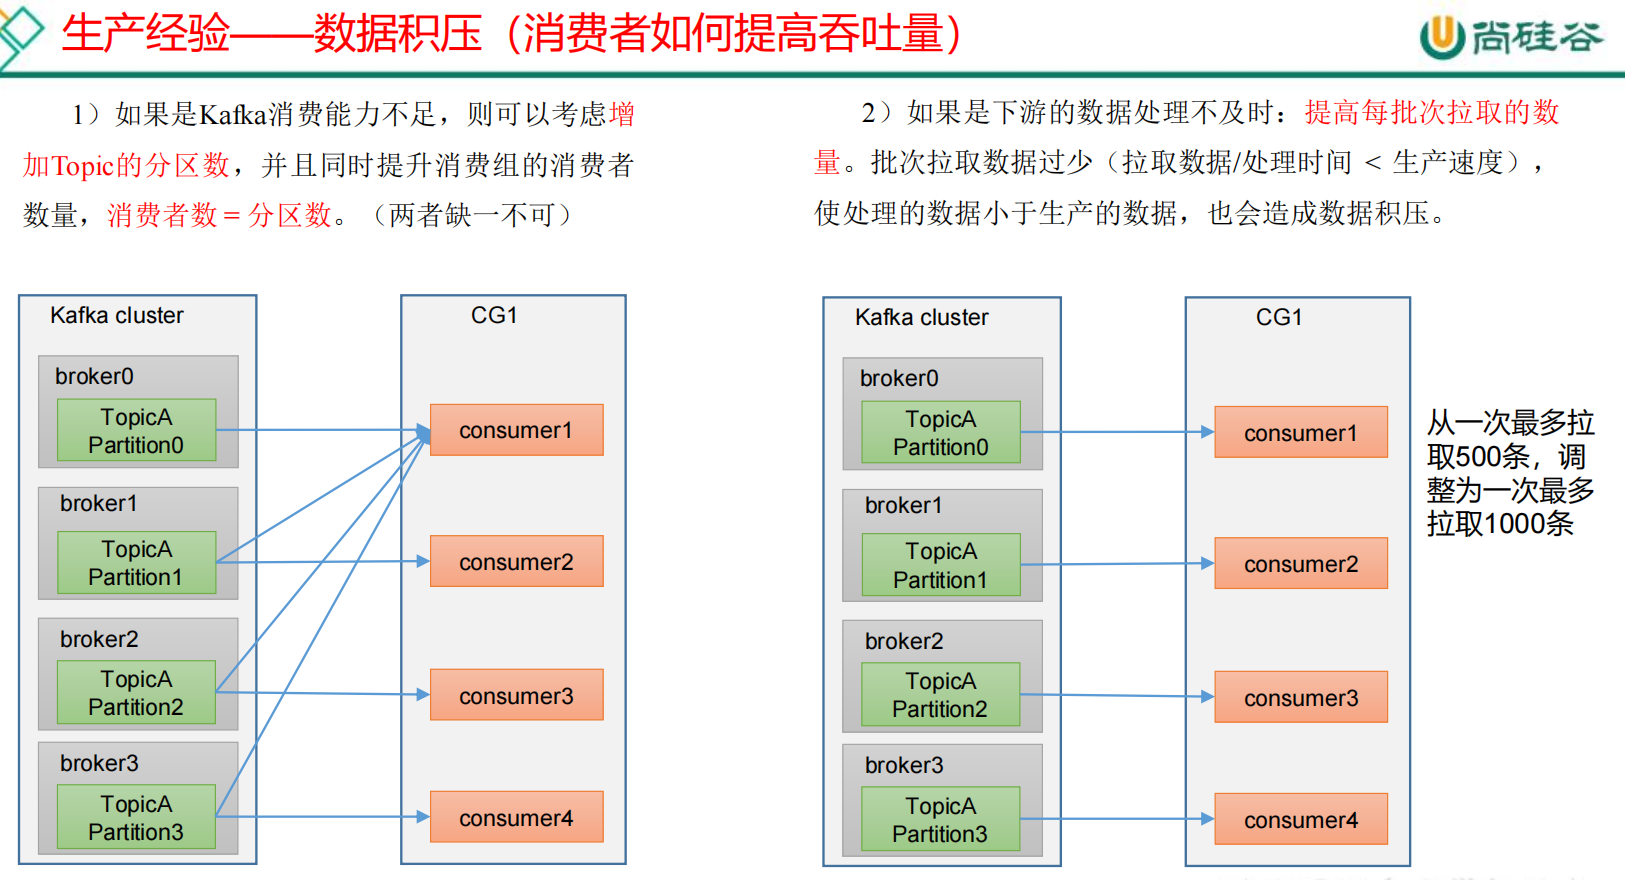 生产经验——数据积压（消费者如何提高吞吐量）
尚硅谷
1）如果是Kafka消费能力不足，则可以考虑增
加Topic的分区数，并且同时提升消费组的消费者
数量，消费者数 = 分区数。（两者缺一不可）
2）如果是下游的数据处理不及时：提高每批次拉取的数
量。批次拉取数据过少（拉取数据/处理时间 < 生产速度），
使处理的数据小于生产的数据，也会造成数据积压。
Kafka cluster
broker0
TopicA
Partition0
broker1
TopicA
Partition1
broker2
TopicA
Partition2
broker3
TopicA
Partition3
CG1
consumer1
consumer2
consumer3
consumer4
Kafka cluster
broker0
TopicA
Partition0
broker1
TopicA
Partition1
broker2
TopicA
Partition2
broker3
TopicA
Partition3
CG1
consumer1
consumer2
consumer3
consumer4
从一次最多拉
取500条，调
整为一次最多
拉取1000条